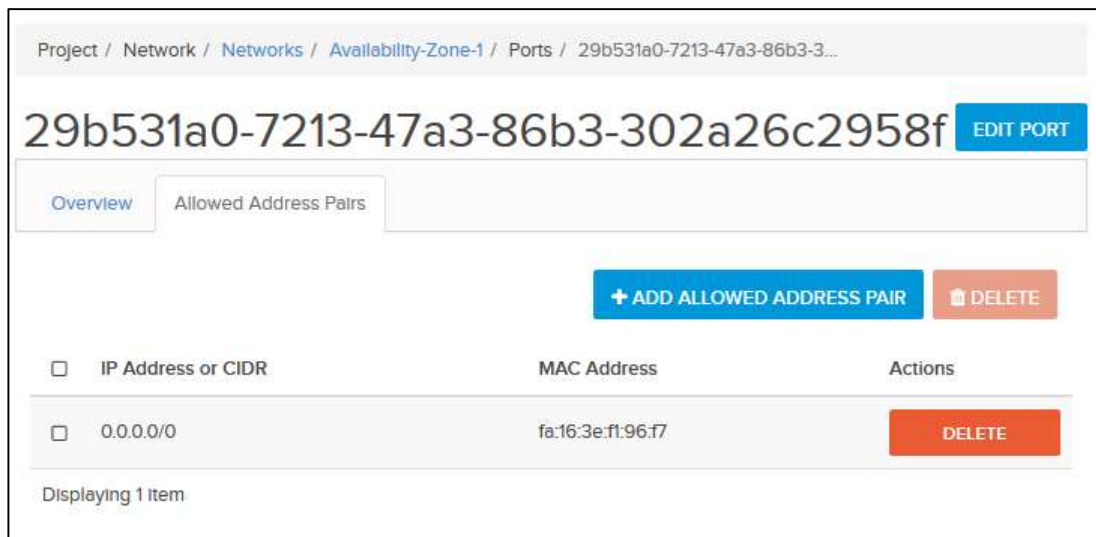 Project / Network / Networks / Availability-Zone-1 / Ports / 29b531a0-7213-47a3-86b3-3...
29b531a0-7213-47a3-86b3-302a26c2958f EDIT PORT
Overview Allowed Address Pairs
+ ADD ALLOWED ADDRESS PAIR DELETE
IP Address or CIDR MAC Address Actions
0.0.0.0/0 fa:16:3e:f1:96:f7 DELETE
Displaying 1 item